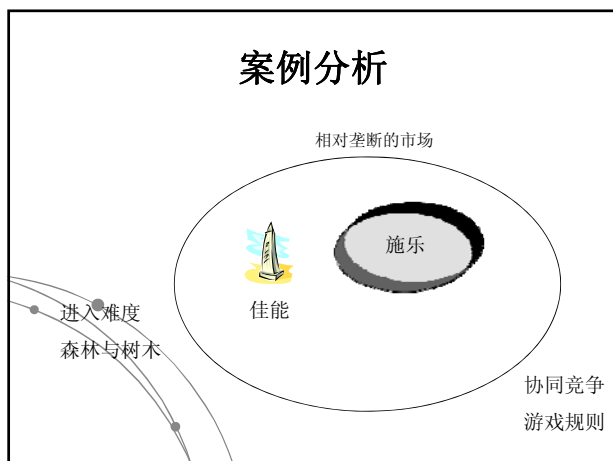 案例分析
相对垄断的市场
施乐
佳能
进入难度
森林与树木
协同竞争
游戏规则